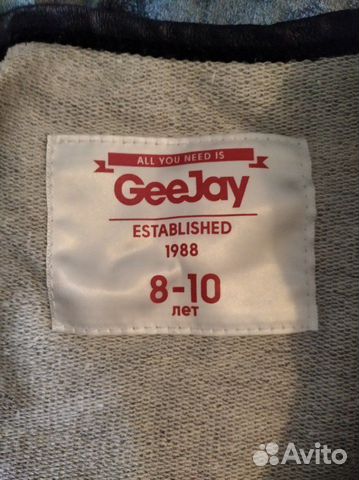 ALL YOU NEED IS
GeeJay
ESTABLISHED
1988
8-10
лет
Avito